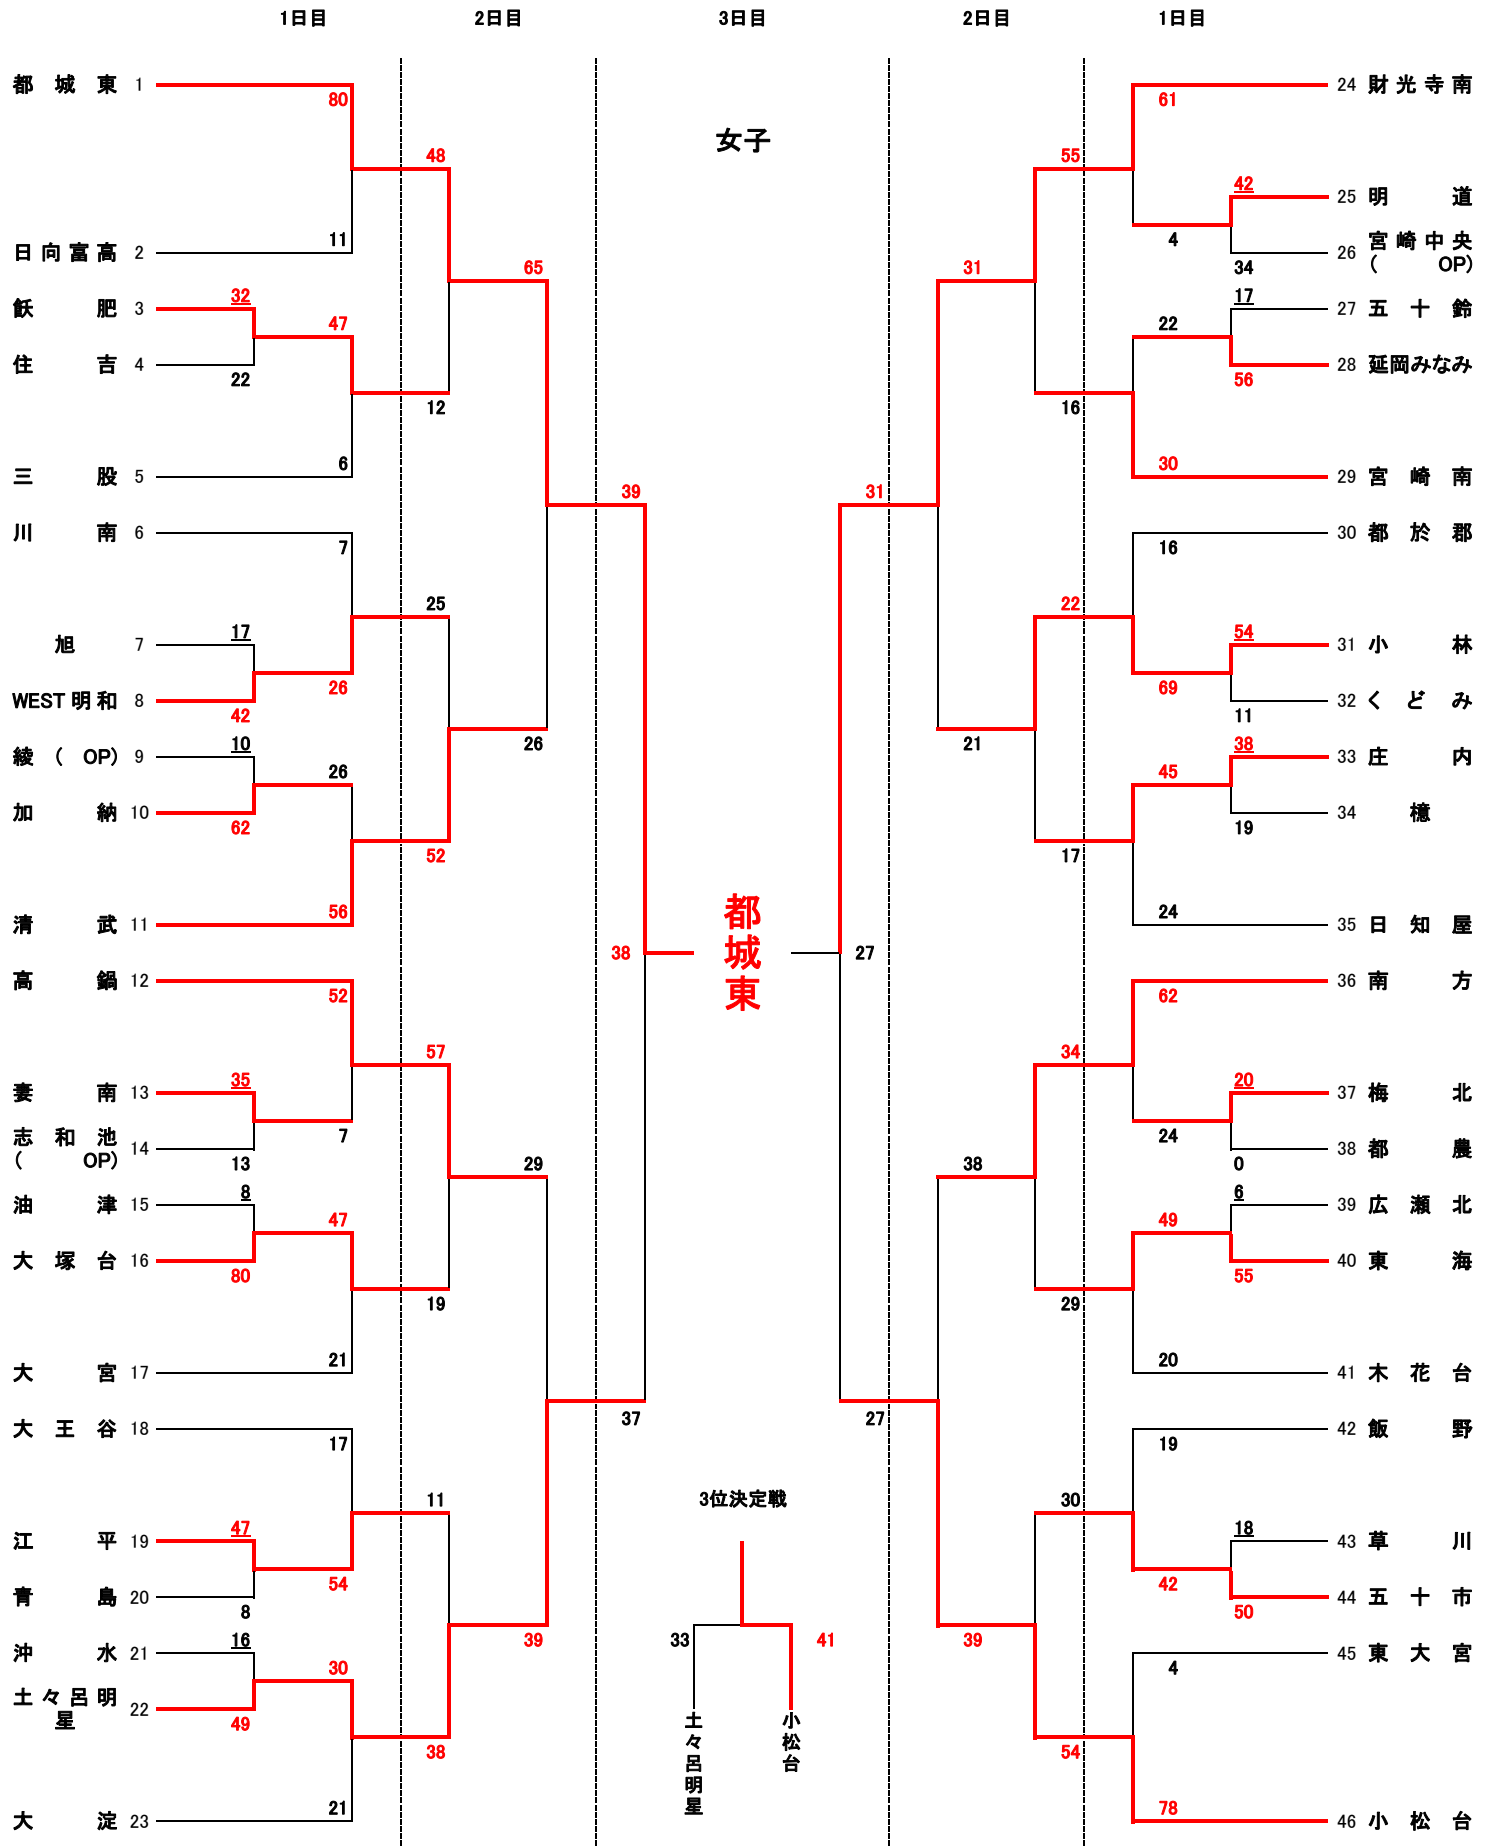 1日目 2日目 3日目 2日目 1日目
女子
都城東 1
80
48
日向富高 2
11
65
飫肥 3
32
47
住吉 4
22
12
三股 5
6
39
川南 6
7
25
旭 7
17
WEST明和 8
42
26
26
綾(OP) 9
10
26
加納 10
62
52
清武 11
56
38
高鍋 12
52
57
妻南 13
35
7
志和池
(OP) 14
13
29
油津 15
8
47
大塚台 16
80
19
大宮 17
21
37
大王谷 18
17
11
江平 19
47
54
青島 20
8
39
沖水 21
16
30
土々呂明
星 22
49
38
大淀 23
21
都城東
24 財光寺南
61
55
25 明道
42
4
26 宮崎中央
(OP)
34
31
27 五十鈴
17
22
28 延岡みなみ
56
16
29 宮崎南
30
31
30 都於郡
16
22
31 小林
54
69
32 くどみ
11
21
33 庄内
38
45
34 檍
19
17
35 日知屋
24
27
36 南方
62
34
37 梅北
20
24
38 都農
0
38
39 広瀬北
6
49
40 東海
55
29
41 木花台
20
27
42 飯野
19
30
43 草川
18
42
44 五十市
50
39
45 東大宮
4
54
46 小松台
78
3位決定戦
33 41
土々呂明星
小松台